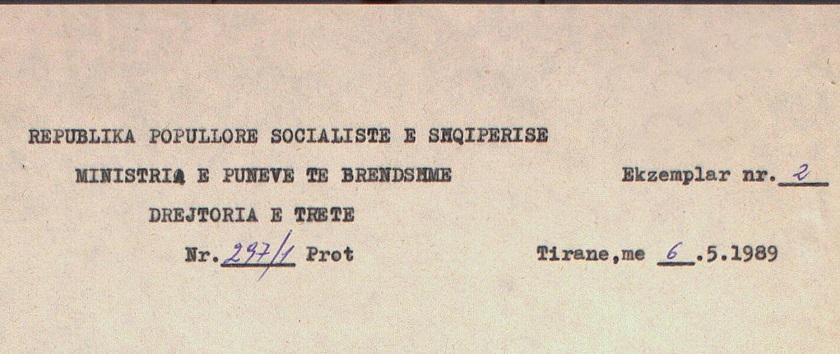 REPUBLIKA POPULLORE SOCIALISTE E SHQIPERISE
MINISTRIA E PUNEVE TE BRENDSHME Ekzemplar nr. 2
DREJTORIA E TRETE
Nr. 297/1 Prot Tirane,me 6.5.1989